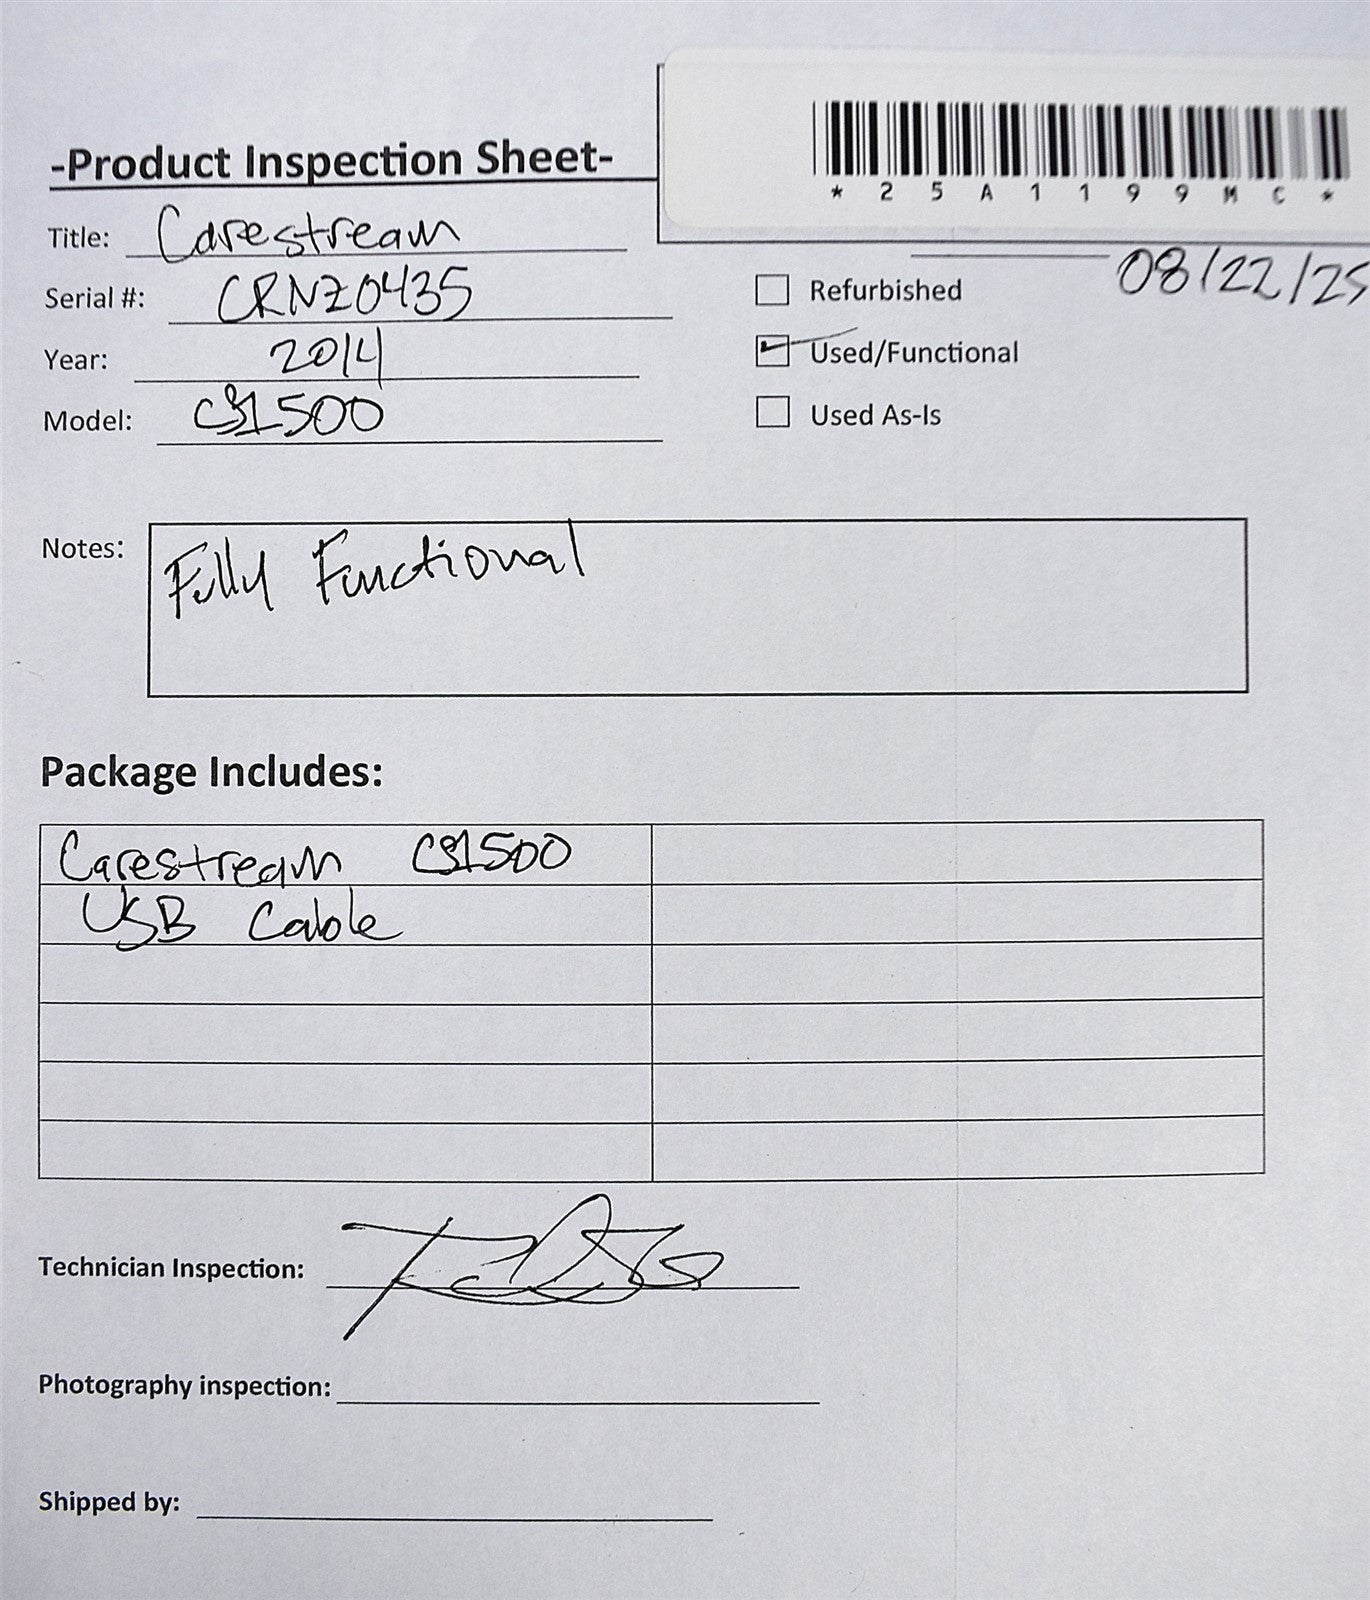 *25A1199MC*
-Product Inspection Sheet-
Title: Carestream
08/22/25
Serial #: CRNZ0435
Refurbished
Year: 2014
Used/Functional
Model: CS1500
Used As-Is
Notes: Fully Functional
Package Includes:
Carestream CS1500
USB Cable
Technician Inspection:
Photography inspection:
Shipped by: